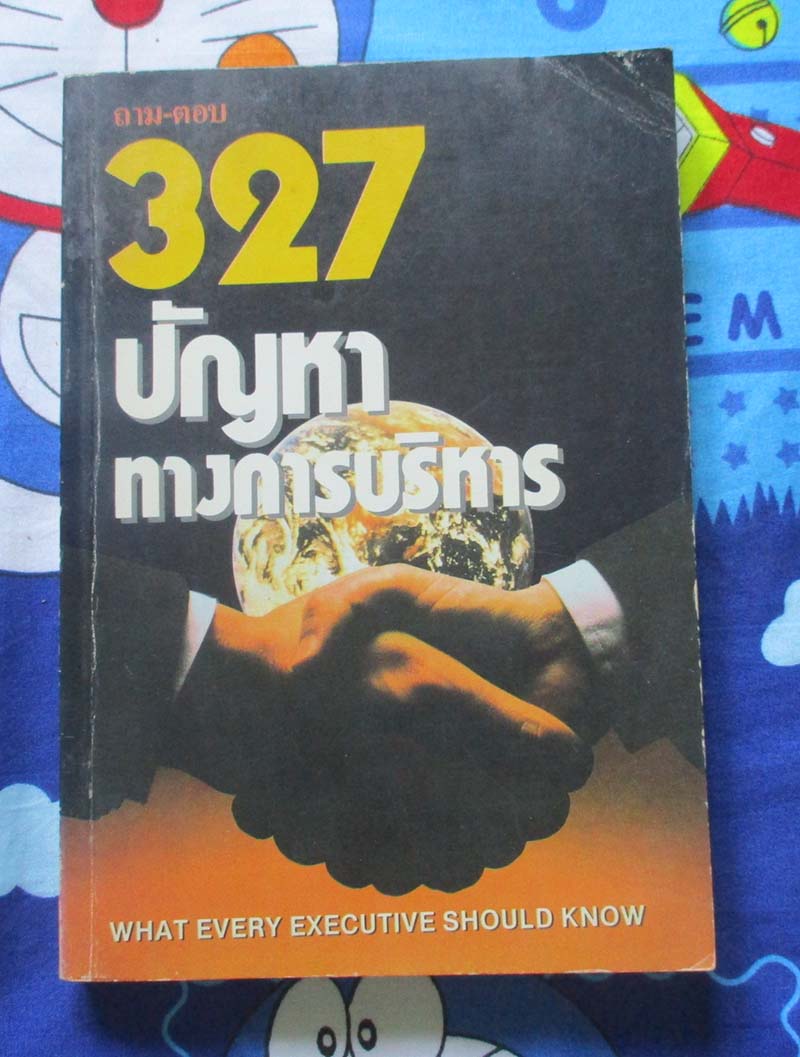 ถาม-ตอบ
327
ปัญหา
ทางการบริหาร
WHAT EVERY EXECUTIVE SHOULD KNOW
EM